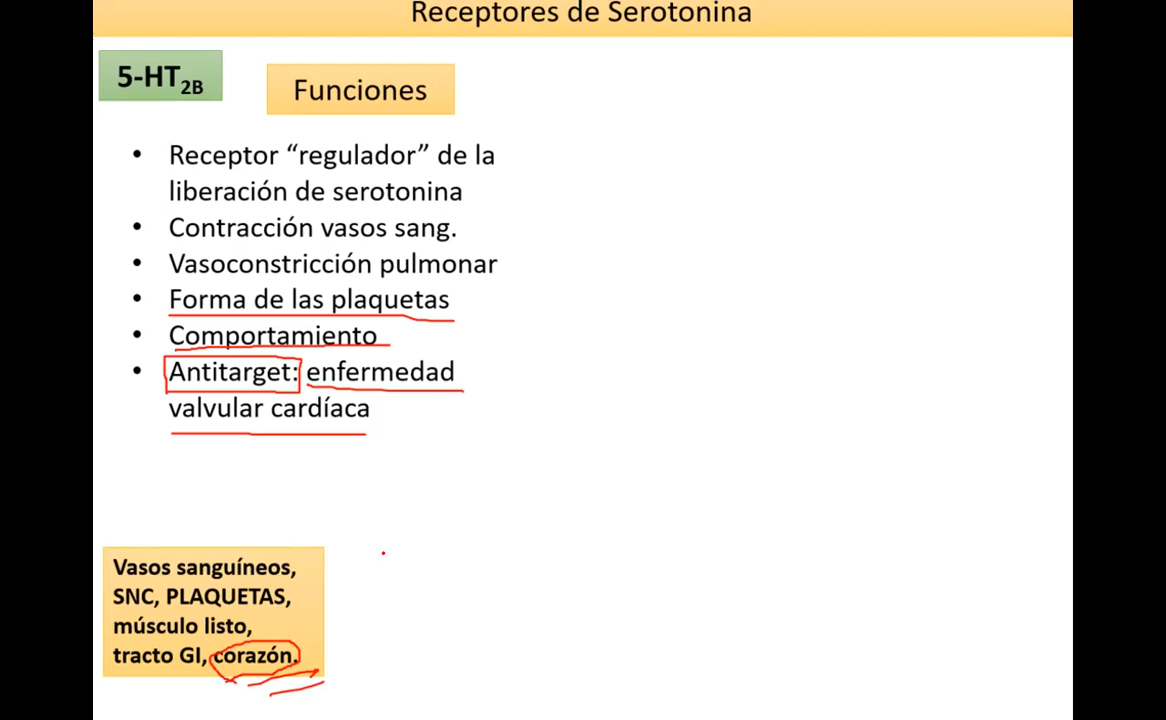 Receptores de Serotonina
5-HT2B
Funciones
• Receptor “regulador” de la
liberación de serotonina
• Contracción vasos sang.
• Vasoconstricción pulmonar
• Forma de las plaquetas
• Comportamiento
• Antitarget: enfermedad
valvular cardíaca
Vasos sanguíneos,
SNC, PLAQUETAS,
músculo listo,
tracto GI, corazón.